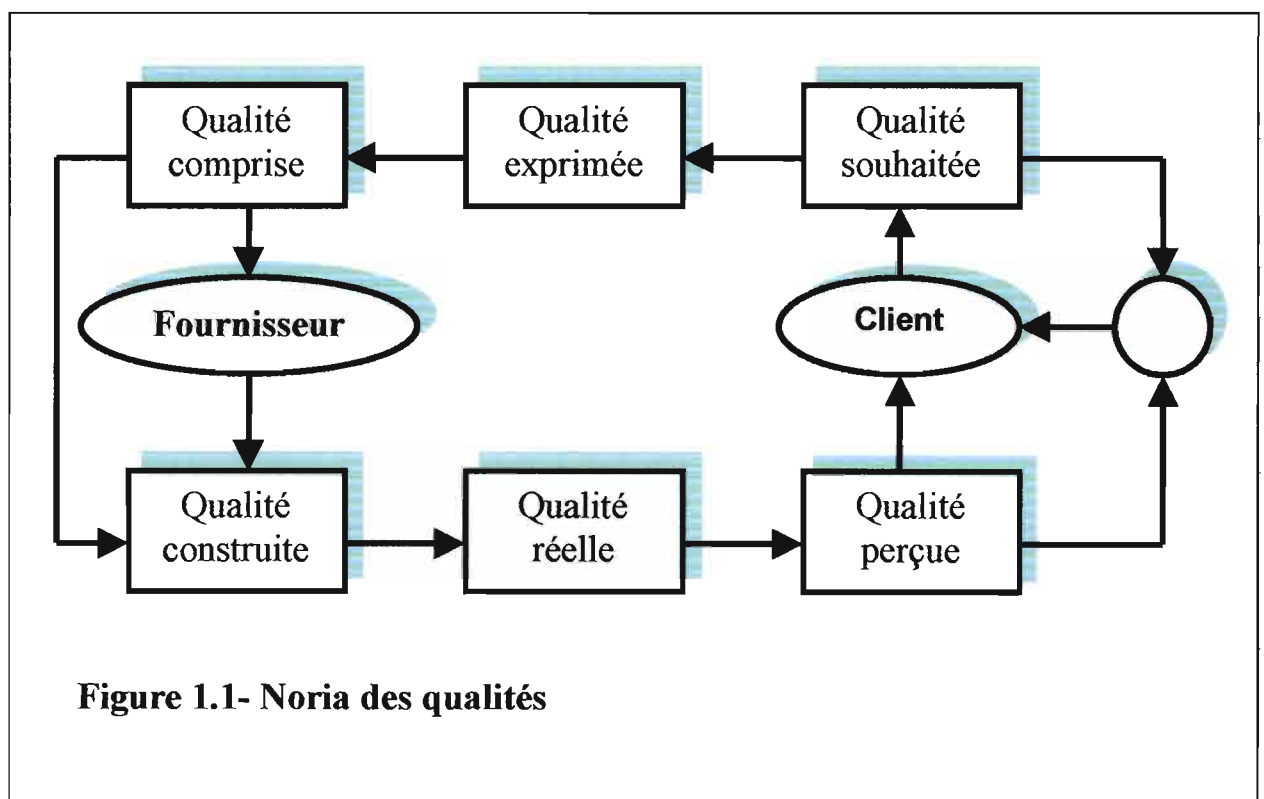 Qualité
comprise
Qualité
exprimée
Qualité
souhaitée
Fournisseur
Client
Qualité
construite
Qualité
réelle
Qualité
perçue
Figure 1.1- Noria des qualités